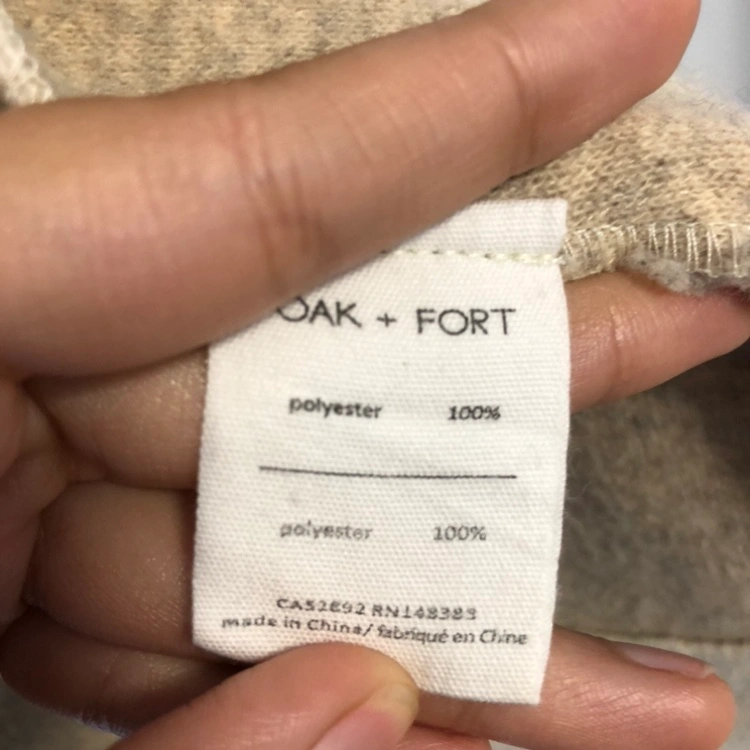 OAK + FORT
polyester 100%
polyester 100%
CA52692 RN148383
made in China/ fabriqué en Chine